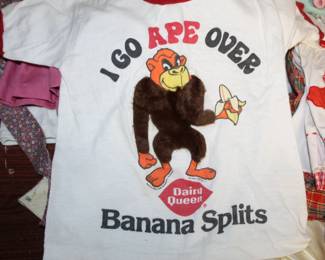 I GO APE OVER
Dairy
Queen
Banana Splits